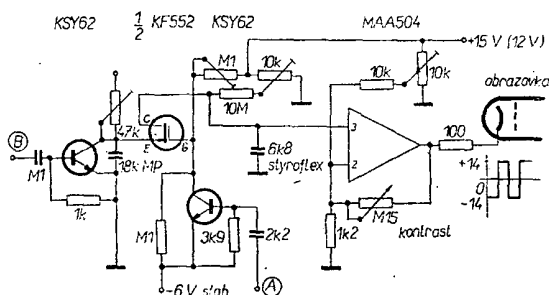 KSY62 ½ KF552 KSY62 MAA504
+15 V (12 V)
M1
10k
10k
10k
10M
obrazovka
47k
C
E
G
3
2
100
B
M1
18k MP
6k8
styroflex
+14
0
-14
1k
M1
3k9
2k2
1k2
M15
kontrast
-6 V stab
A